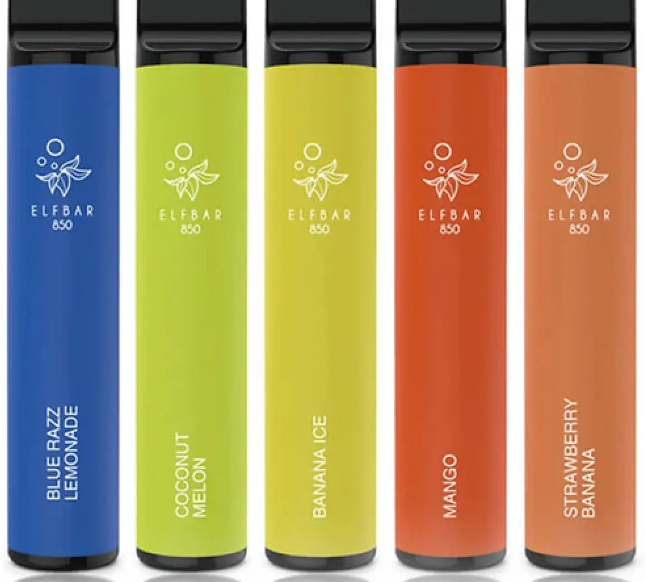 ELFBAR
850
BLUE RAZZ
LEMONADE
ELFBAR
850
COCONUT
MELON
ELFBAR
850
BANANA ICE
ELFBAR
850
MANGO
ELFBAR
850
STRAWBERRY
BANANA